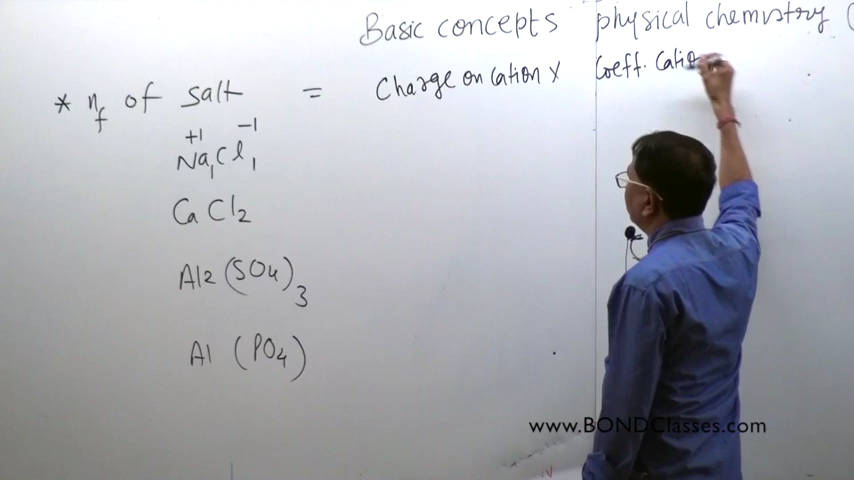 Basic concepts physical chemistry (
* nf of salt = Charge on cation X Coeff. Catio
+1 -1
Na1Cl1
CaCl2
Al2(SO4)3
Al(PO4)
www.BONDClasses.com